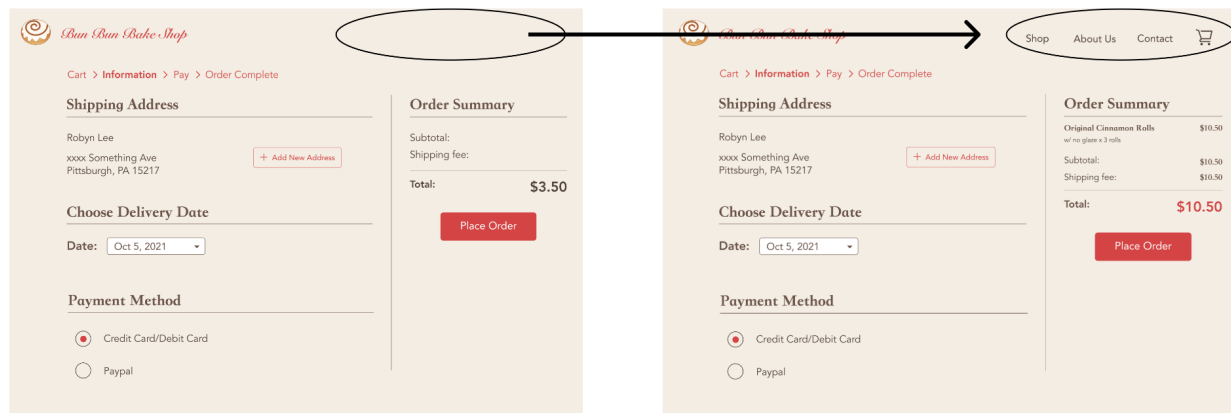 Bun Bun Bake Shop
Cart > Information > Pay > Order Complete
Shipping Address
Robyn Lee
xxxx Something Ave
Pittsburgh, PA 15217
+ Add New Address
Choose Delivery Date
Date: Oct 5, 2021
Payment Method
Credit Card/Debit Card
Paypal
Order Summary
Subtotal:
Shipping fee:
Total: $3.50
Place Order
Bun Bun Bake Shop
Shop About Us Contact
Cart > Information > Pay > Order Complete
Shipping Address
Robyn Lee
xxxx Something Ave
Pittsburgh, PA 15217
+ Add New Address
Choose Delivery Date
Date: Oct 5, 2021
Payment Method
Credit Card/Debit Card
Paypal
Order Summary
Original Cinnamon Rolls $10.50
w/ no glaze x 3 rolls
Subtotal: $10.50
Shipping fee: $10.50
Total: $10.50
Place Order